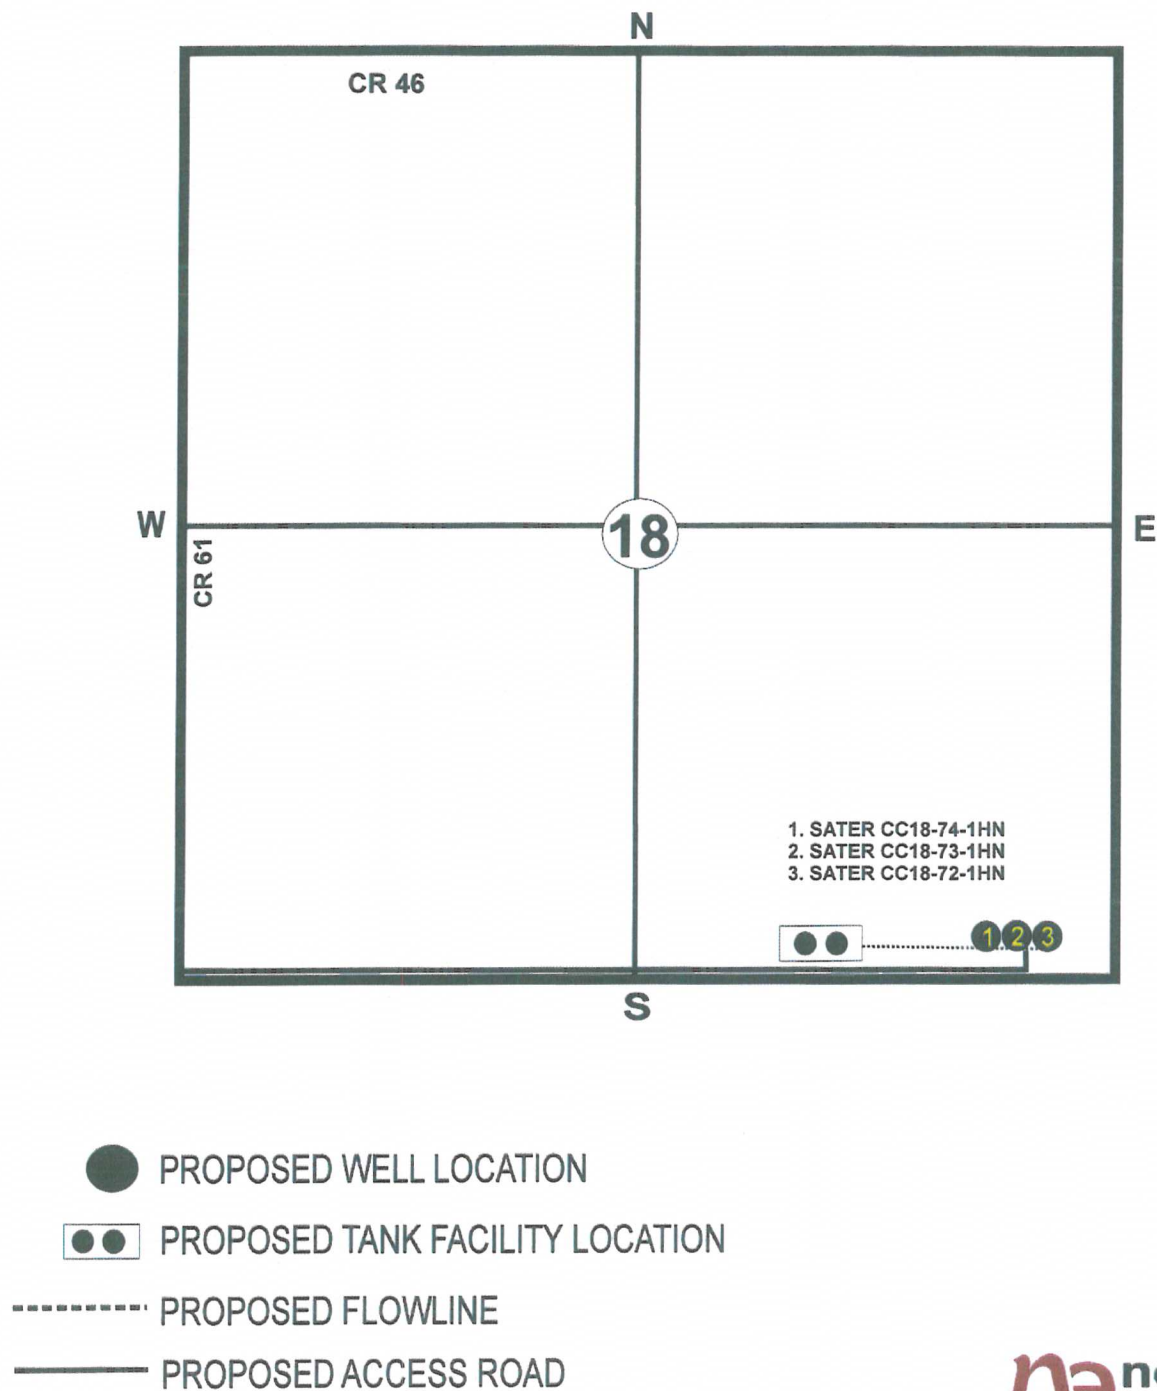 N
CR 46
W
18
E
CR 61
1. SATER CC18-74-1HN
2. SATER CC18-73-1HN
3. SATER CC18-72-1HN
1 2 3
S
PROPOSED WELL LOCATION
PROPOSED TANK FACILITY LOCATION
PROPOSED FLOWLINE
PROPOSED ACCESS ROAD